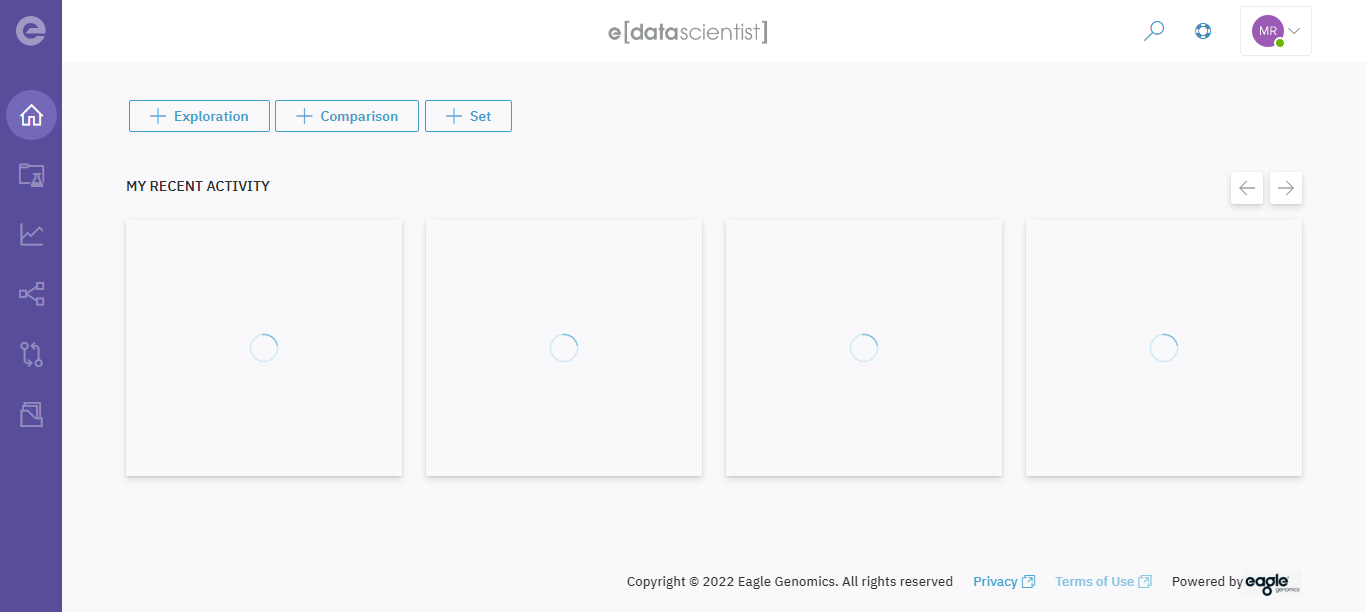 e[datascientist]
MR
Exploration
Comparison
Set
MY RECENT ACTIVITY
Copyright © 2022 Eagle Genomics. All rights reserved Privacy Terms of Use Powered by eagle genomics